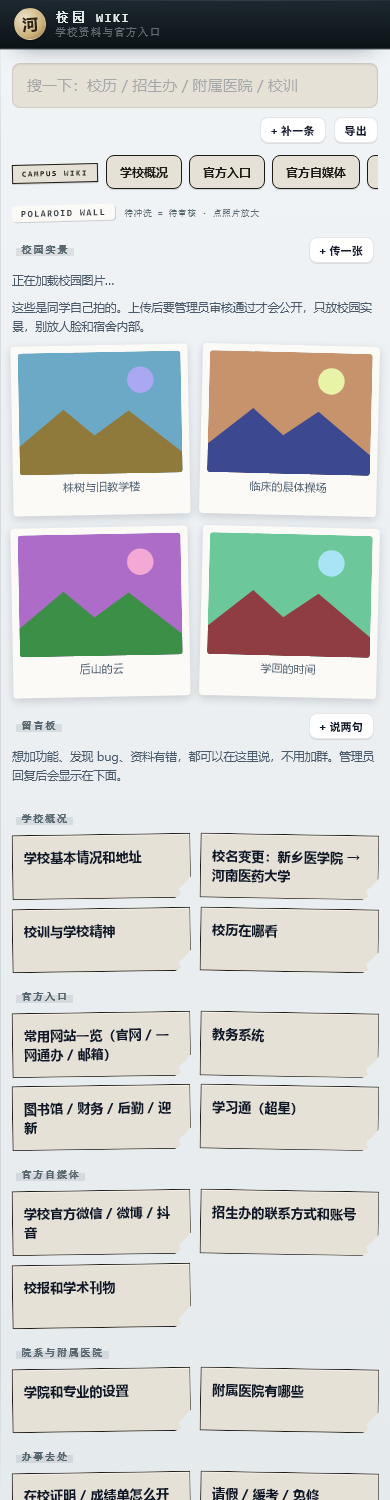 河
校园 WIKI
学校资料与官方入口
搜一下：校历 / 招生办 / 附属医院 / 校训
+ 补一条
导出
CAMPUS WIKI
学校概况
官方入口
官方自媒体
POLAROID WALL
待冲洗 = 待审核 · 点照片放大
校园实景
+ 传一张
正在加载校园图片…
这些是同学自己拍的。上传后要管理员审核通过才会公开，只放校园实
景，别放人脸和宿舍内部。
株树与旧教学楼
临床的晨体操场
后山的云
学囬的时间
留言板
+ 说两句
想加功能、发现 bug、资料有错，都可以在这里说，不用加群。管理员
回复后会显示在下面。
学校概况
学校基本情况和地址
校名变更：新乡医学院 →
河南医药大学
校训与学校精神
校历在哪看
官方入口
常用网站一览（官网 / 一
网通办 / 邮箱）
教务系统
图书馆 / 财务 / 后勤 / 迎
新
学习通（超星）
官方自媒体
学校官方微信 / 微博 / 抖
音
招生办的联系方式和账号
校报和学术刊物
院系与附属医院
学院和专业的设置
附属医院有哪些
办事去处
在校证明 / 成绩单怎么开
请假 / 缓考 / 免修